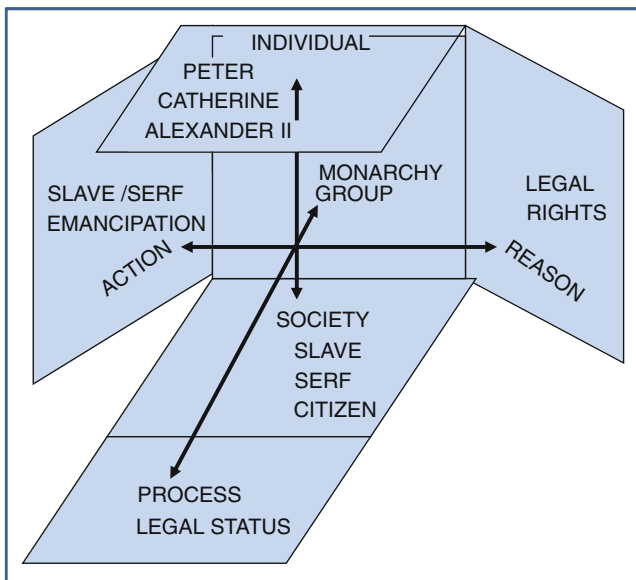 INDIVIDUAL
PETER
CATHERINE
ALEXANDER II
MONARCHY
GROUP
SLAVE /SERF
EMANCIPATION
ACTION
LEGAL
RIGHTS
REASON
SOCIETY
SLAVE
SERF
CITIZEN
PROCESS
LEGAL STATUS